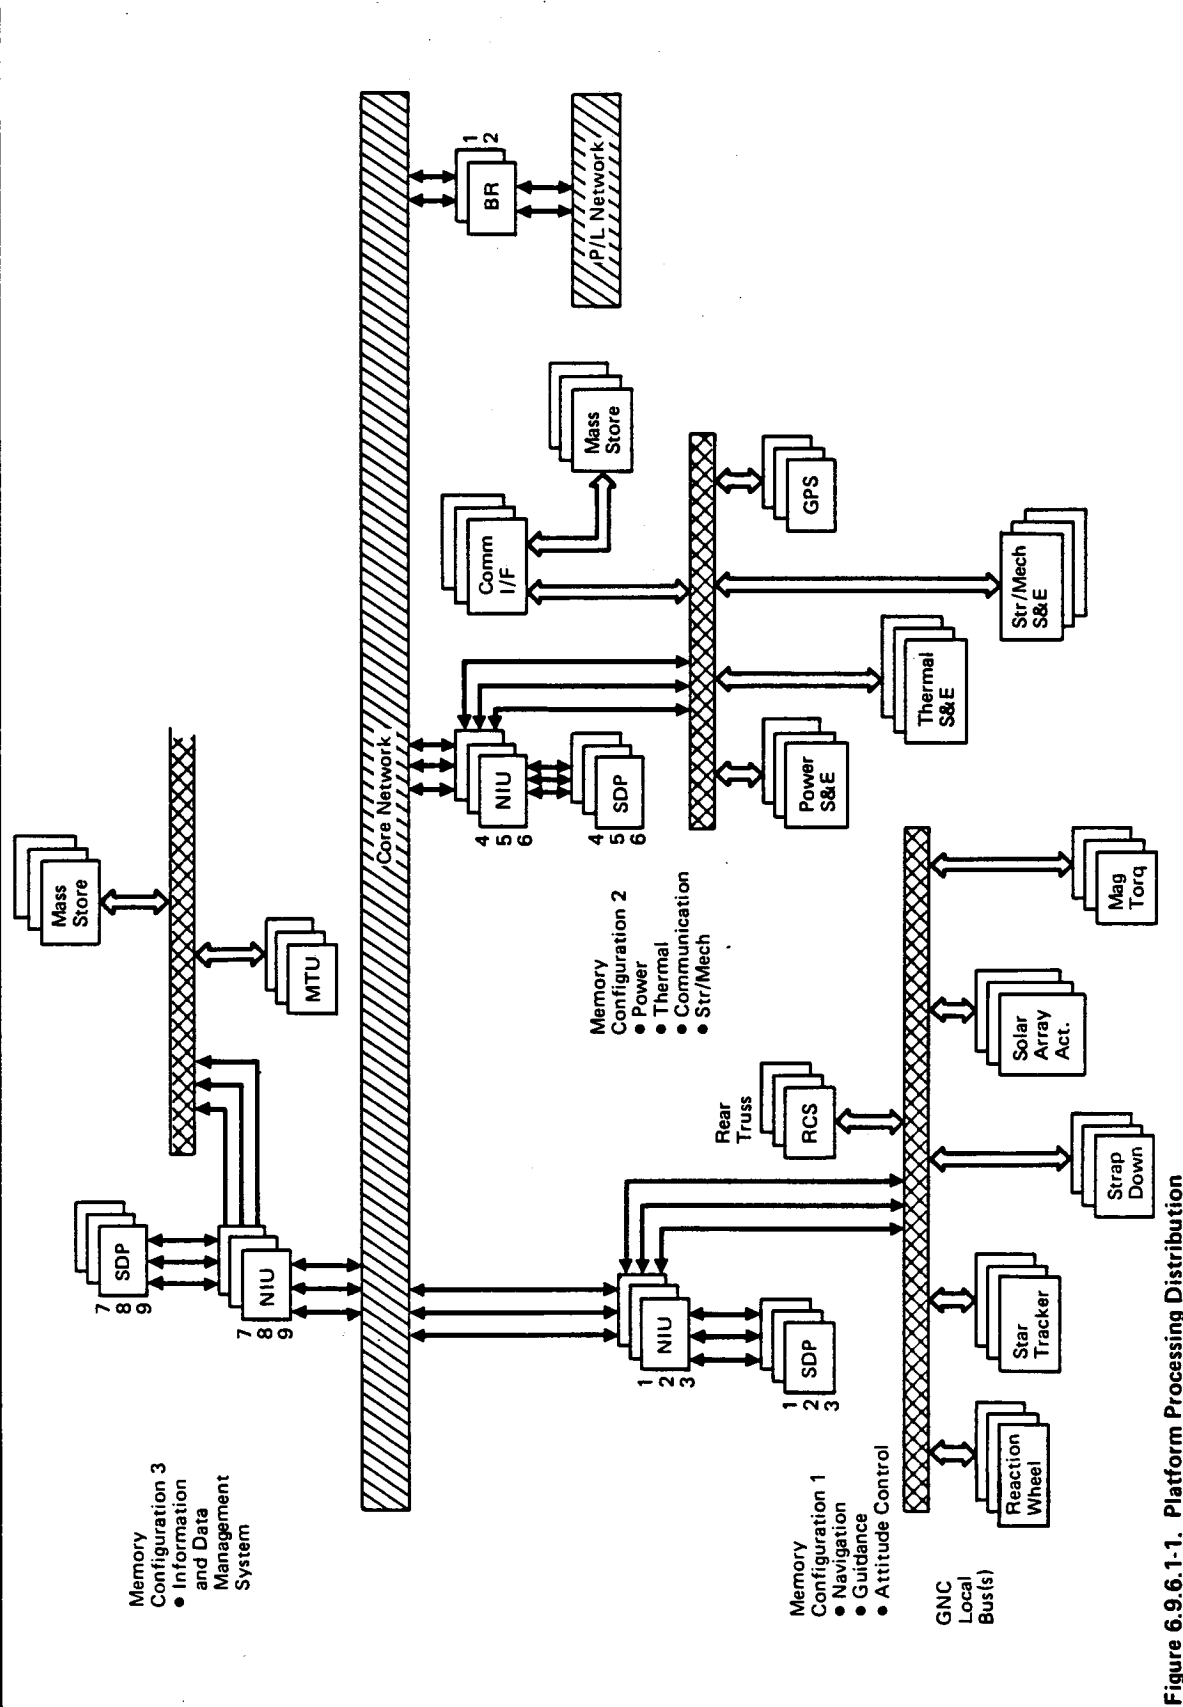 Memory
Configuration 3
● Information
and Data
Management
System
7
8
9
SDP
7
8
9
NIU
Mass
Store
MTU
Core Network
1
2
BR
P/L Network
4
5
6
NIU
4
5
6
SDP
Comm
I/F
Mass
Store
Memory
Configuration 2
● Power
● Thermal
● Communication
● Str/Mech
Power
S&E
Thermal
S&E
Str/Mech
S&E
GPS
1
2
3
NIU
1
2
3
SDP
Rear
Truss
RCS
Memory
Configuration 1
● Navigation
● Guidance
● Attitude Control
GNC
Local
Bus(s)
Reaction
Wheel
Star
Tracker
Strap
Down
Solar
Array
Act.
Mag
Torq
Figure 6.9.6.1-1. Platform Processing Distribution